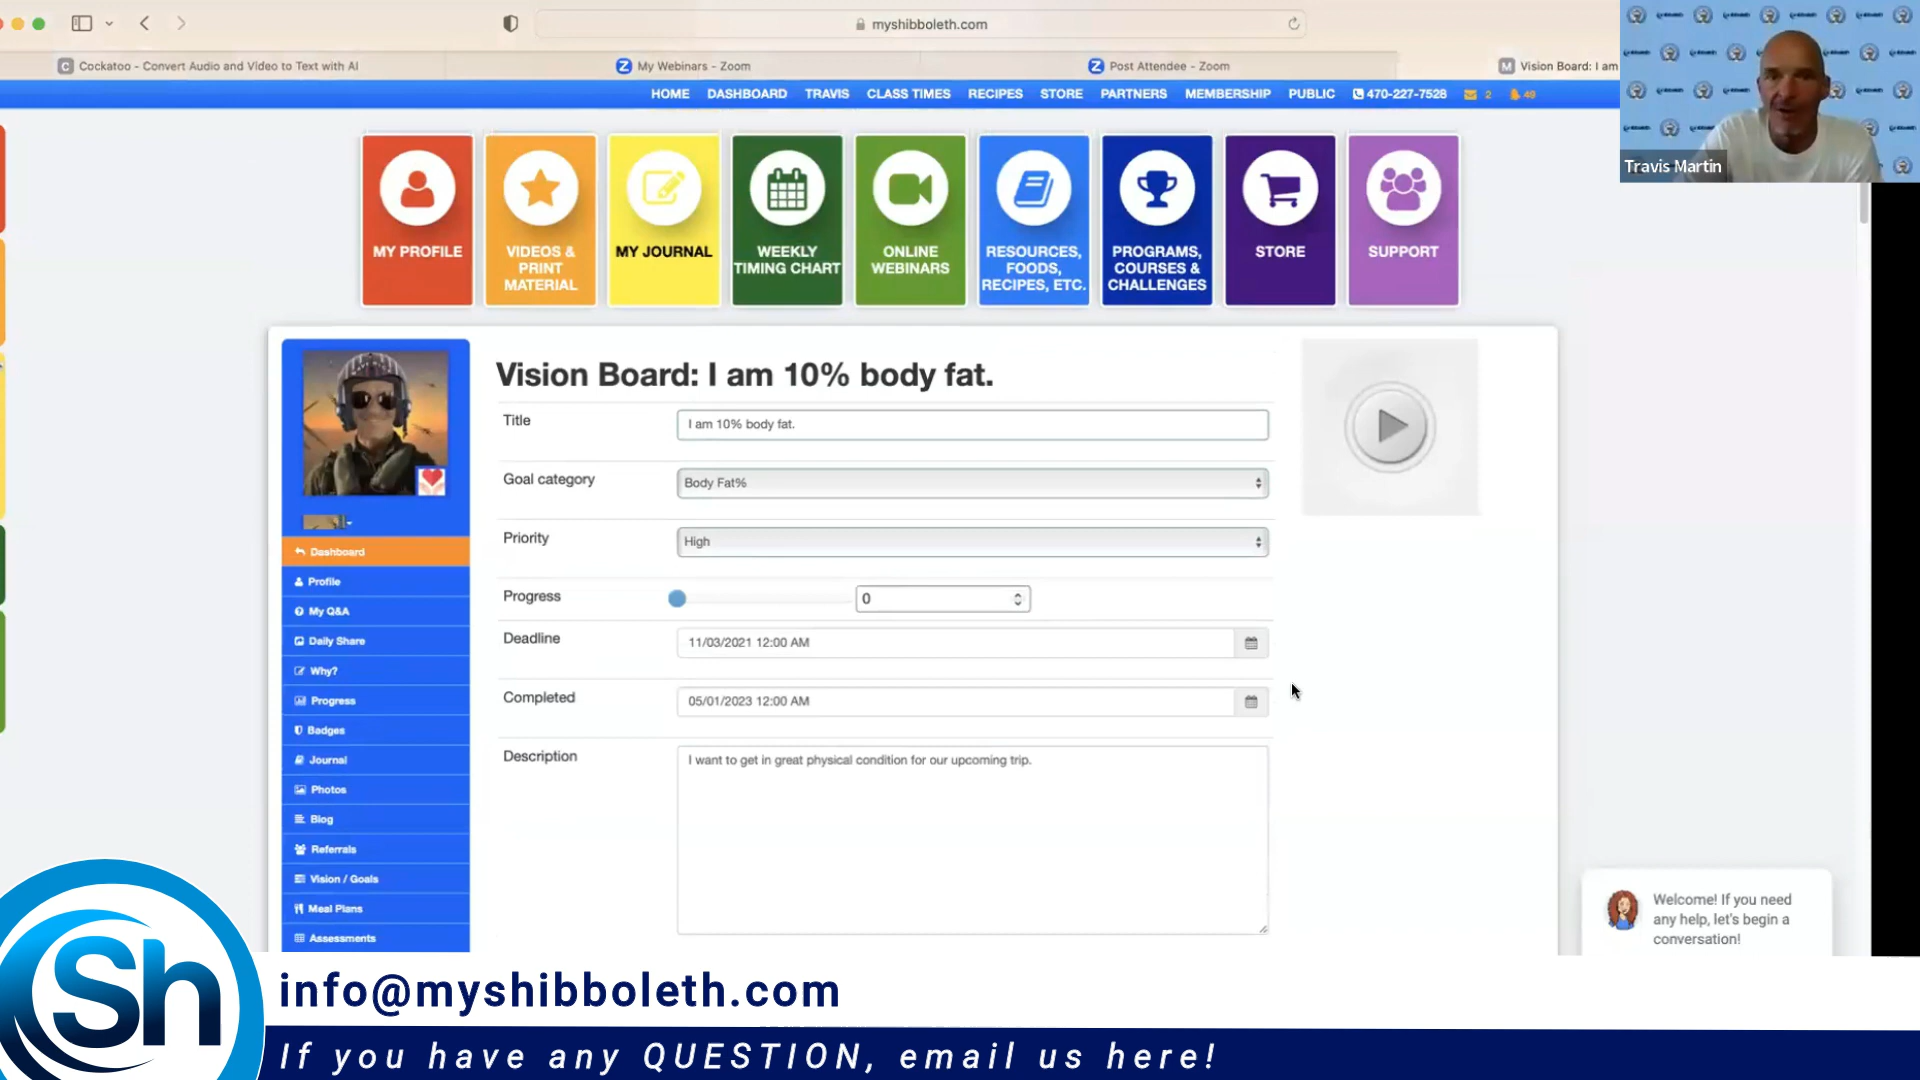 myshibboleth.com
Cockatoo - Convert Audio and Video to Text with AI
My Webinars - Zoom
Post Attendee - Zoom
Vision Board: I am
HOME DASHBOARD TRAVIS CLASS TIMES RECIPES STORE PARTNERS MEMBERSHIP PUBLIC 470-227-7528 2 49
Travis Martin
MY PROFILE
VIDEOS &
PRINT
MATERIAL
MY JOURNAL
WEEKLY
TIMING CHART
ONLINE
WEBINARS
RESOURCES,
FOODS,
RECIPES, ETC.
PROGRAMS,
COURSES &
CHALLENGES
STORE
SUPPORT
Vision Board: I am 10% body fat.
Title
I am 10% body fat.
Goal category
Body Fat%
Priority
High
Progress
0
Deadline
11/03/2021 12:00 AM
Completed
05/01/2023 12:00 AM
Description
I want to get in great physical condition for our upcoming trip.
Dashboard
Profile
My Q&A
Daily Share
Why?
Progress
Badges
Journal
Photos
Blog
Referrals
Vision / Goals
Meal Plans
Assessments
Welcome! If you need
any help, let's begin a
conversation!
Sh
info@myshibboleth.com
If you have any QUESTION, email us here!